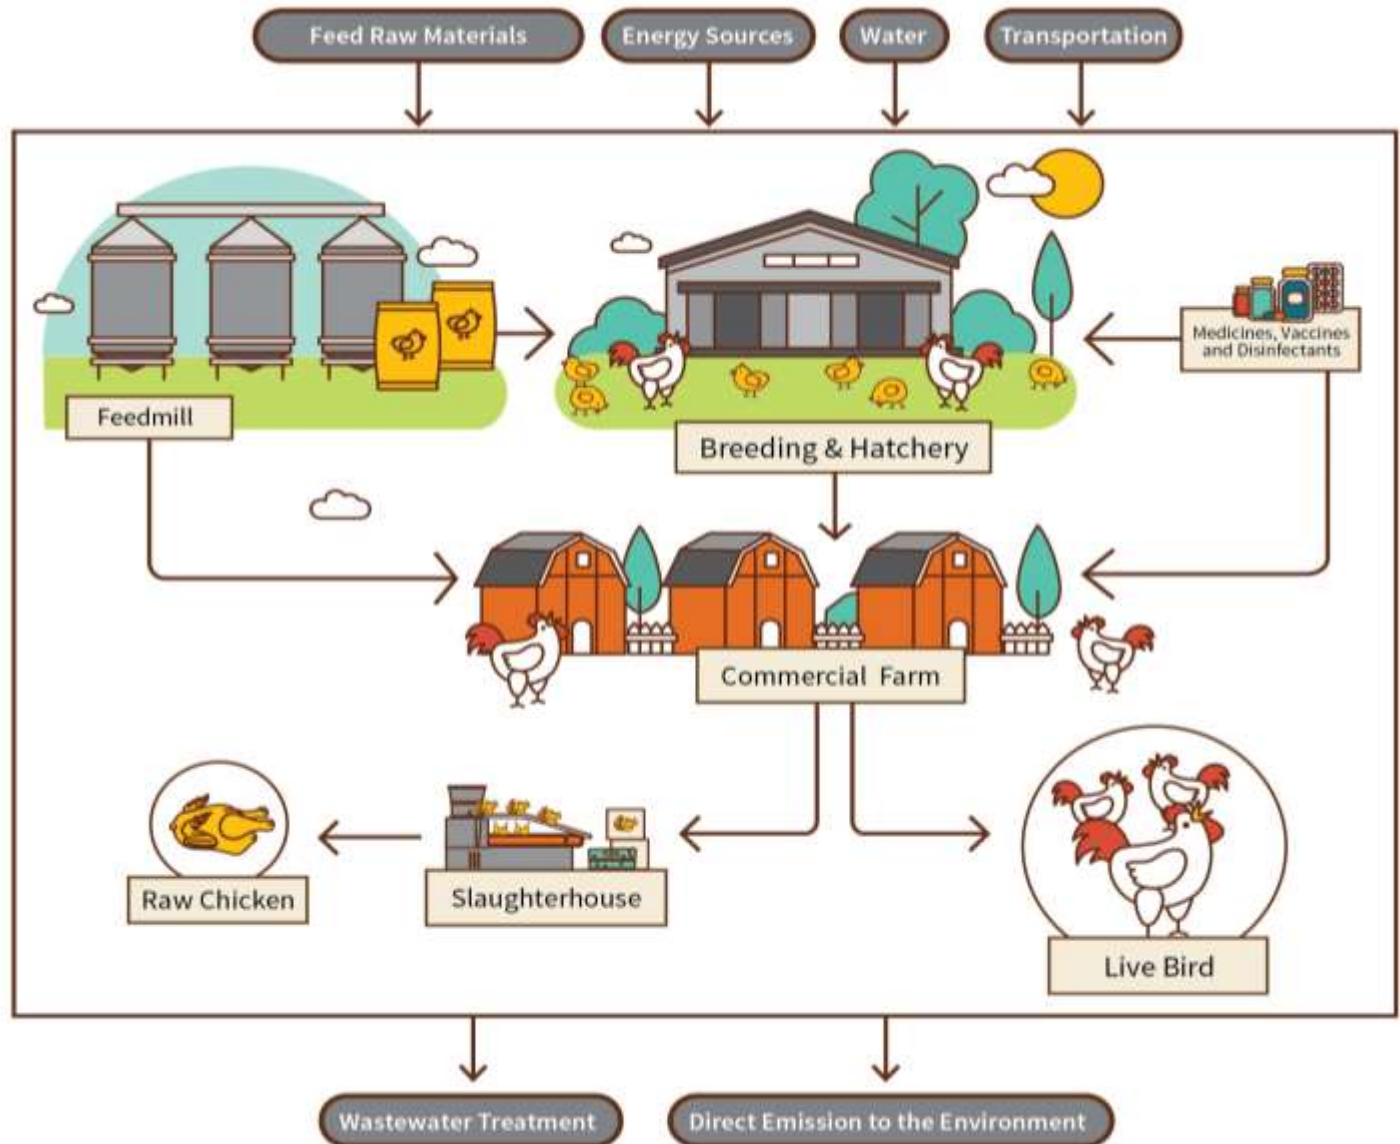 Feed Raw Materials
Energy Sources
Water
Transportation
Medicines, Vaccines
and Disinfectants
Feedmill
Breeding & Hatchery
Commercial Farm
Raw Chicken
Slaughterhouse
Live Bird
Wastewater Treatment
Direct Emission to the Environment